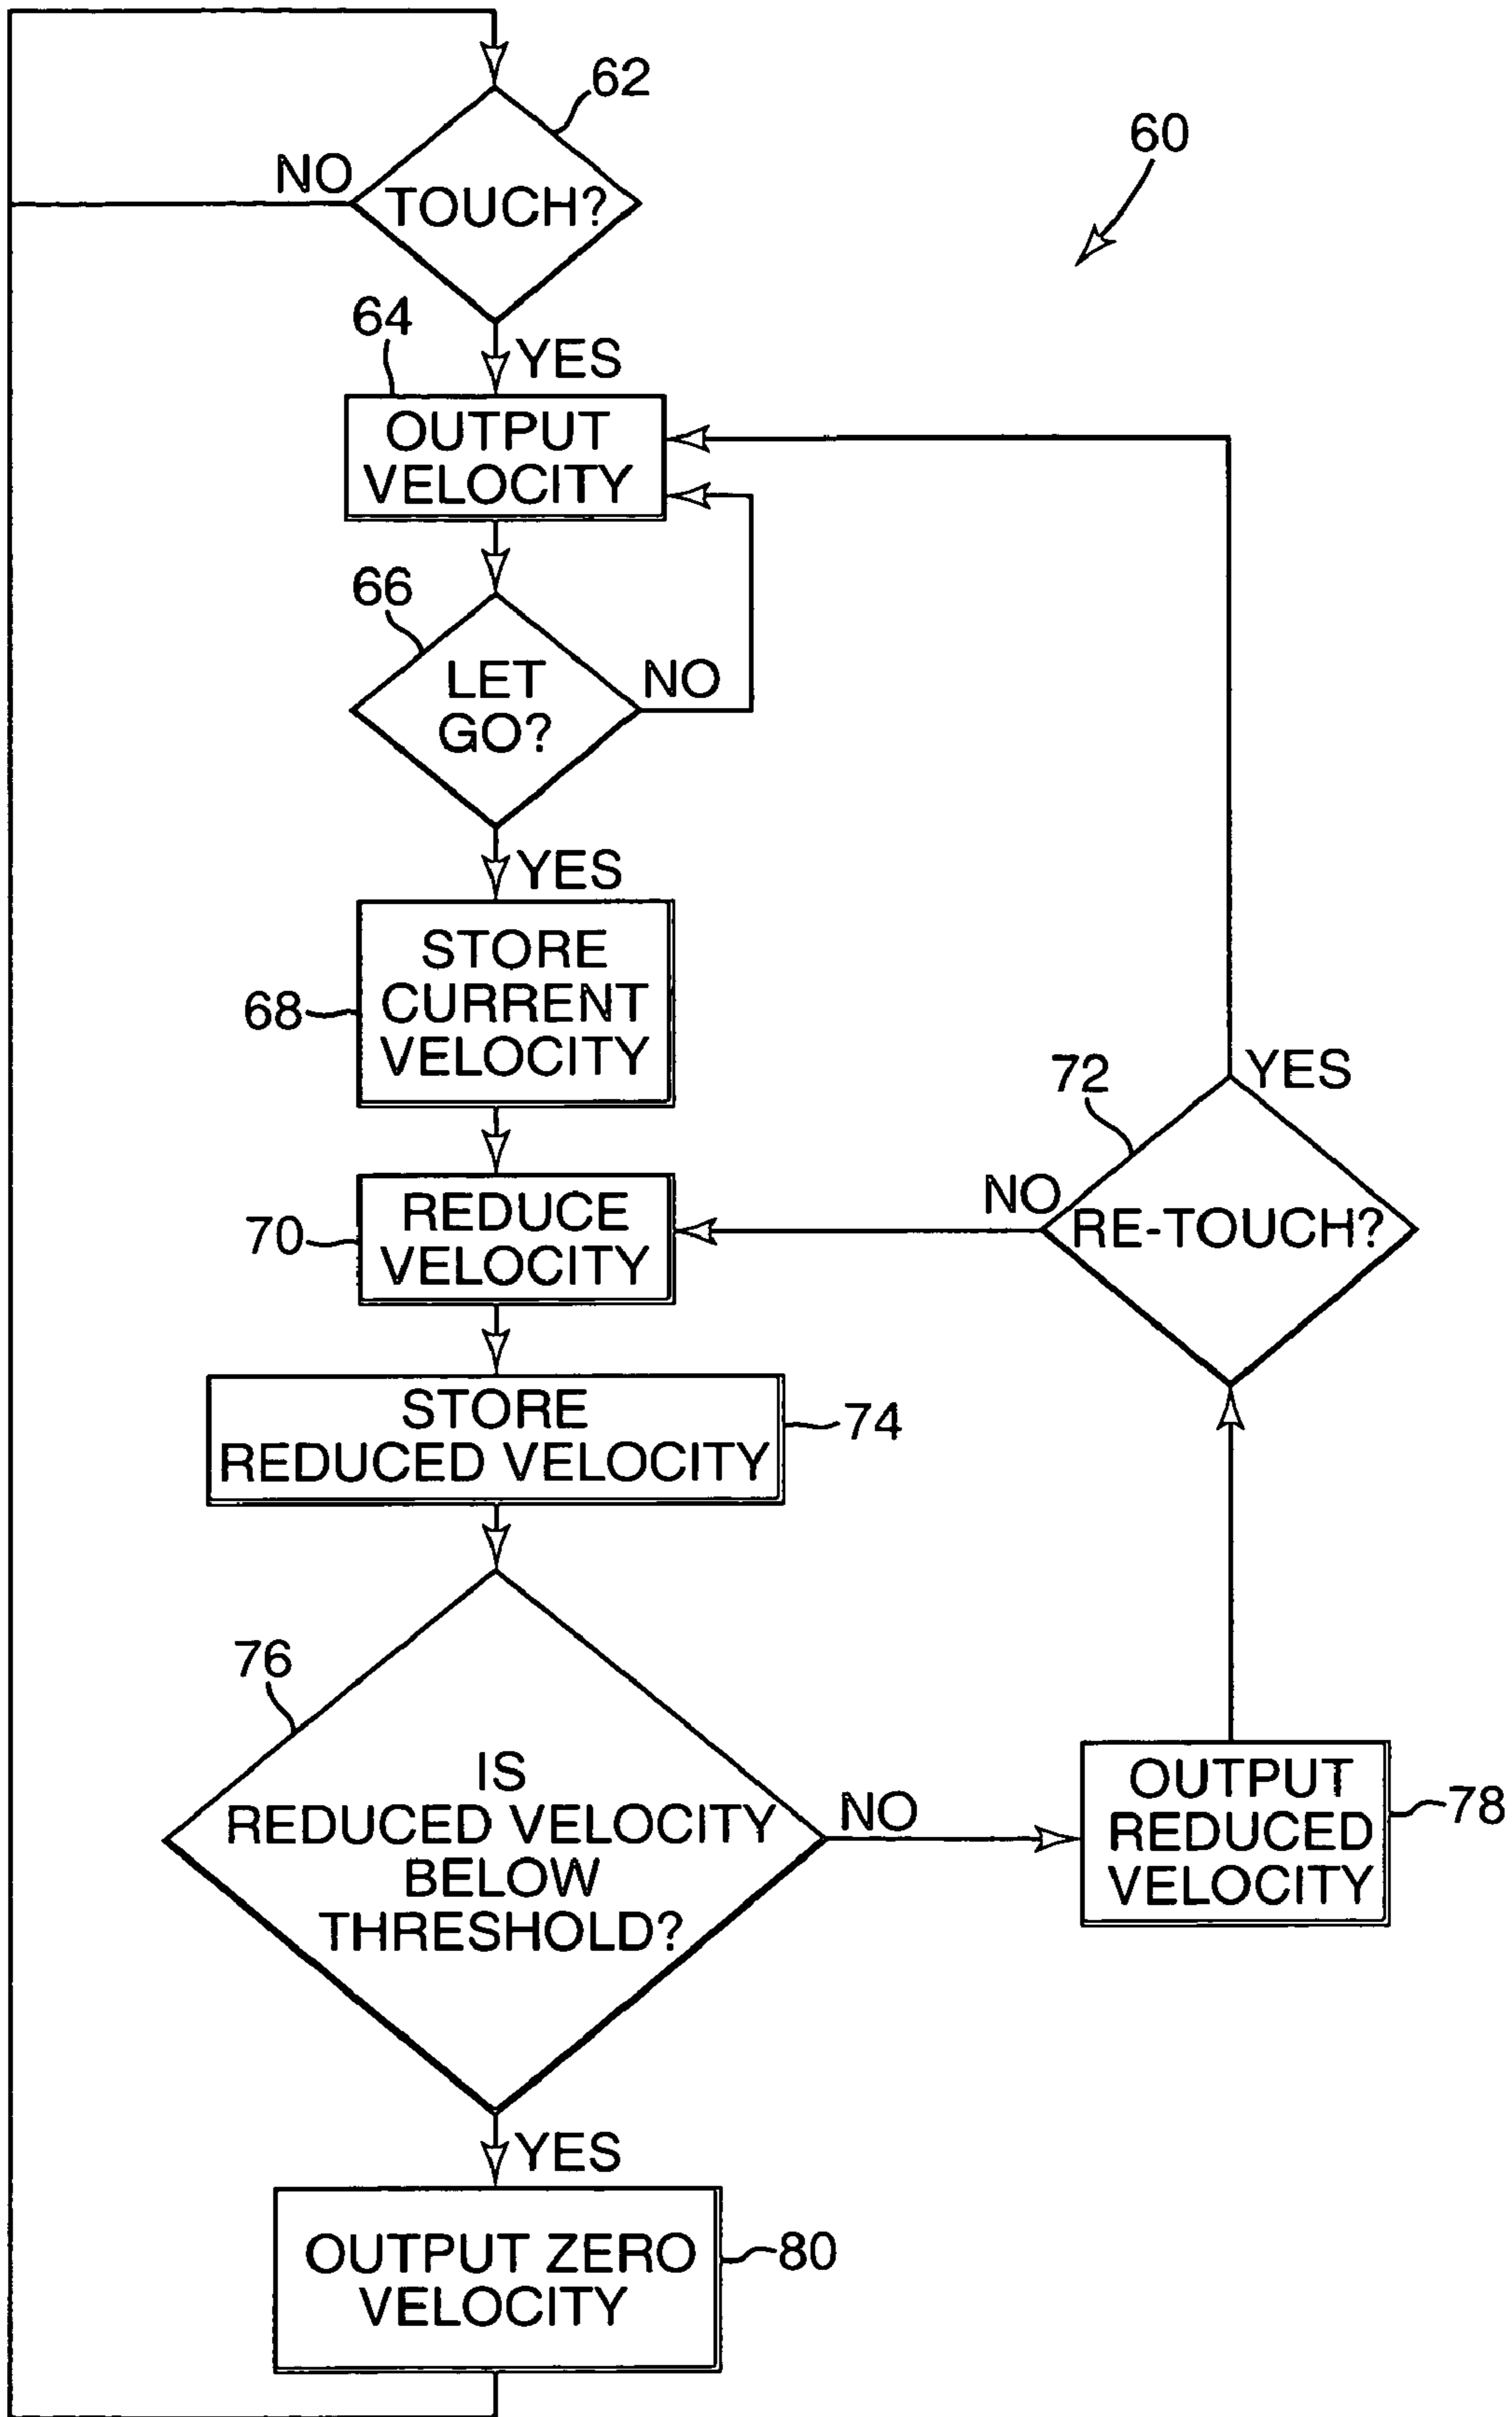 62
60
NO
TOUCH?
64
YES
OUTPUT
VELOCITY
66
LET
GO?
NO
YES
STORE
CURRENT
VELOCITY
68
72
YES
NO
RE-TOUCH?
REDUCE
VELOCITY
70
STORE
REDUCED VELOCITY
74
76
IS
REDUCED VELOCITY
BELOW
THRESHOLD?
NO
OUTPUT
REDUCED
VELOCITY
78
YES
OUTPUT ZERO
VELOCITY
80